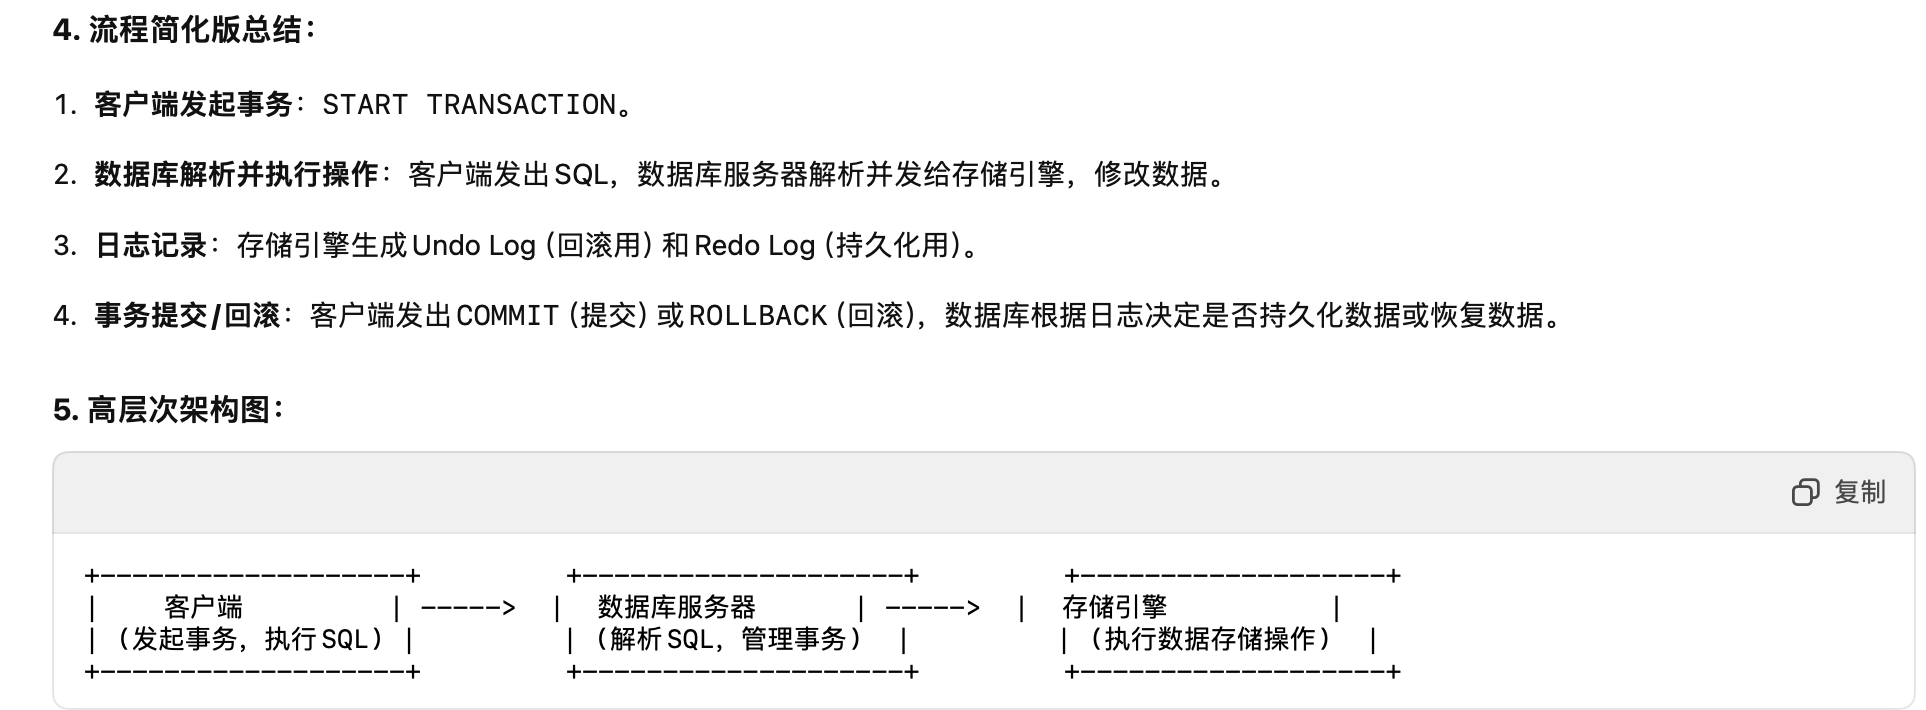 4. 流程简化版总结：
1. 客户端发起事务：START TRANSACTION。
2. 数据库解析并执行操作：客户端发出 SQL，数据库服务器解析并发给存储引擎，修改数据。
3. 日志记录：存储引擎生成 Undo Log（回滚用）和 Redo Log（持久化用）。
4. 事务提交/回滚：客户端发出 COMMIT（提交）或 ROLLBACK（回滚），数据库根据日志决定是否持久化数据或恢复数据。
5. 高层次架构图：
复制
+-------------------+         +--------------------+         +-------------------+
|    客户端         | ----->  |  数据库服务器      | ----->  |  存储引擎          |
|（发起事务，执行 SQL）|         |（解析 SQL，管理事务）  |         |（执行数据存储操作）  |
+-------------------+         +--------------------+         +-------------------+